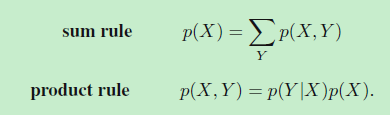 sum rule p(X) = ∑_Y p(X, Y)
product rule p(X, Y) = p(Y|X)p(X).